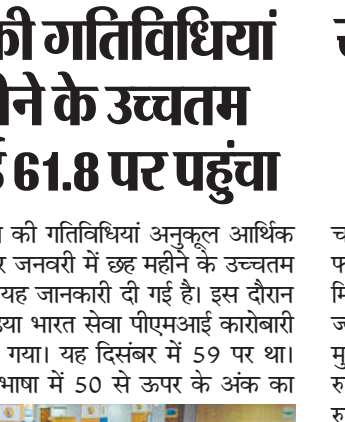 की गतिविधियां
के उच्चतम
61.8 पर पहुंचा
की गतिविधियां अनुकूल आर्थिक
जनवरी में छह महीने के उच्चतम
यह जानकारी दी गई है। इस दौरान
भारत सेवा पीएमआई कारोबारी
गया। यह दिसंबर में 59 पर था।
में 50 से ऊपर के अंक का